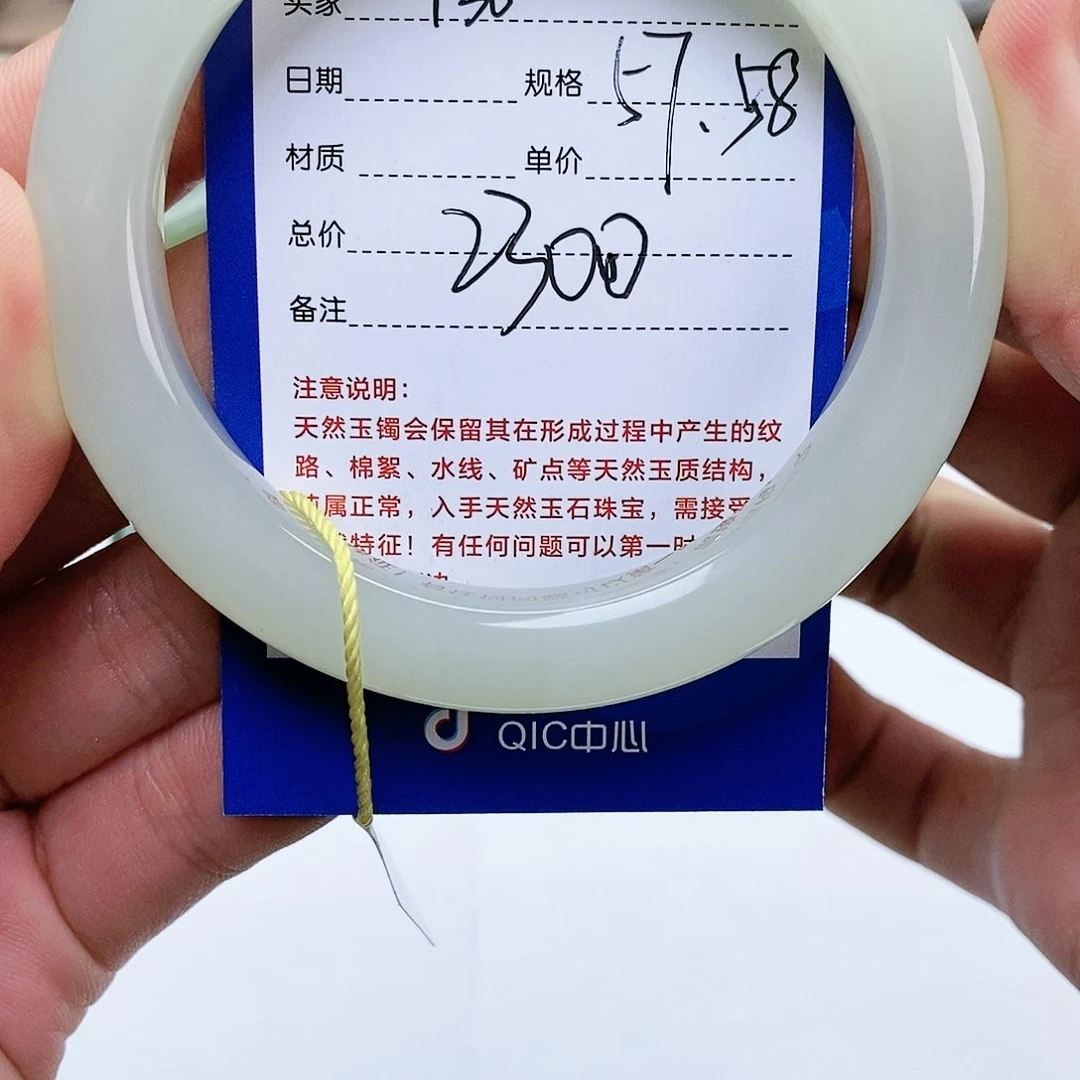 买家 130
日期 规格 57.58
材质 单价
总价 2300
备注
注意说明：
天然玉镯会保留其在形成过程中产生的纹
路、棉絮、水线、矿点等天然玉质结构，
属正常，入手天然玉石珠宝，需接受
特征！有任何问题可以第一时
QIC中心